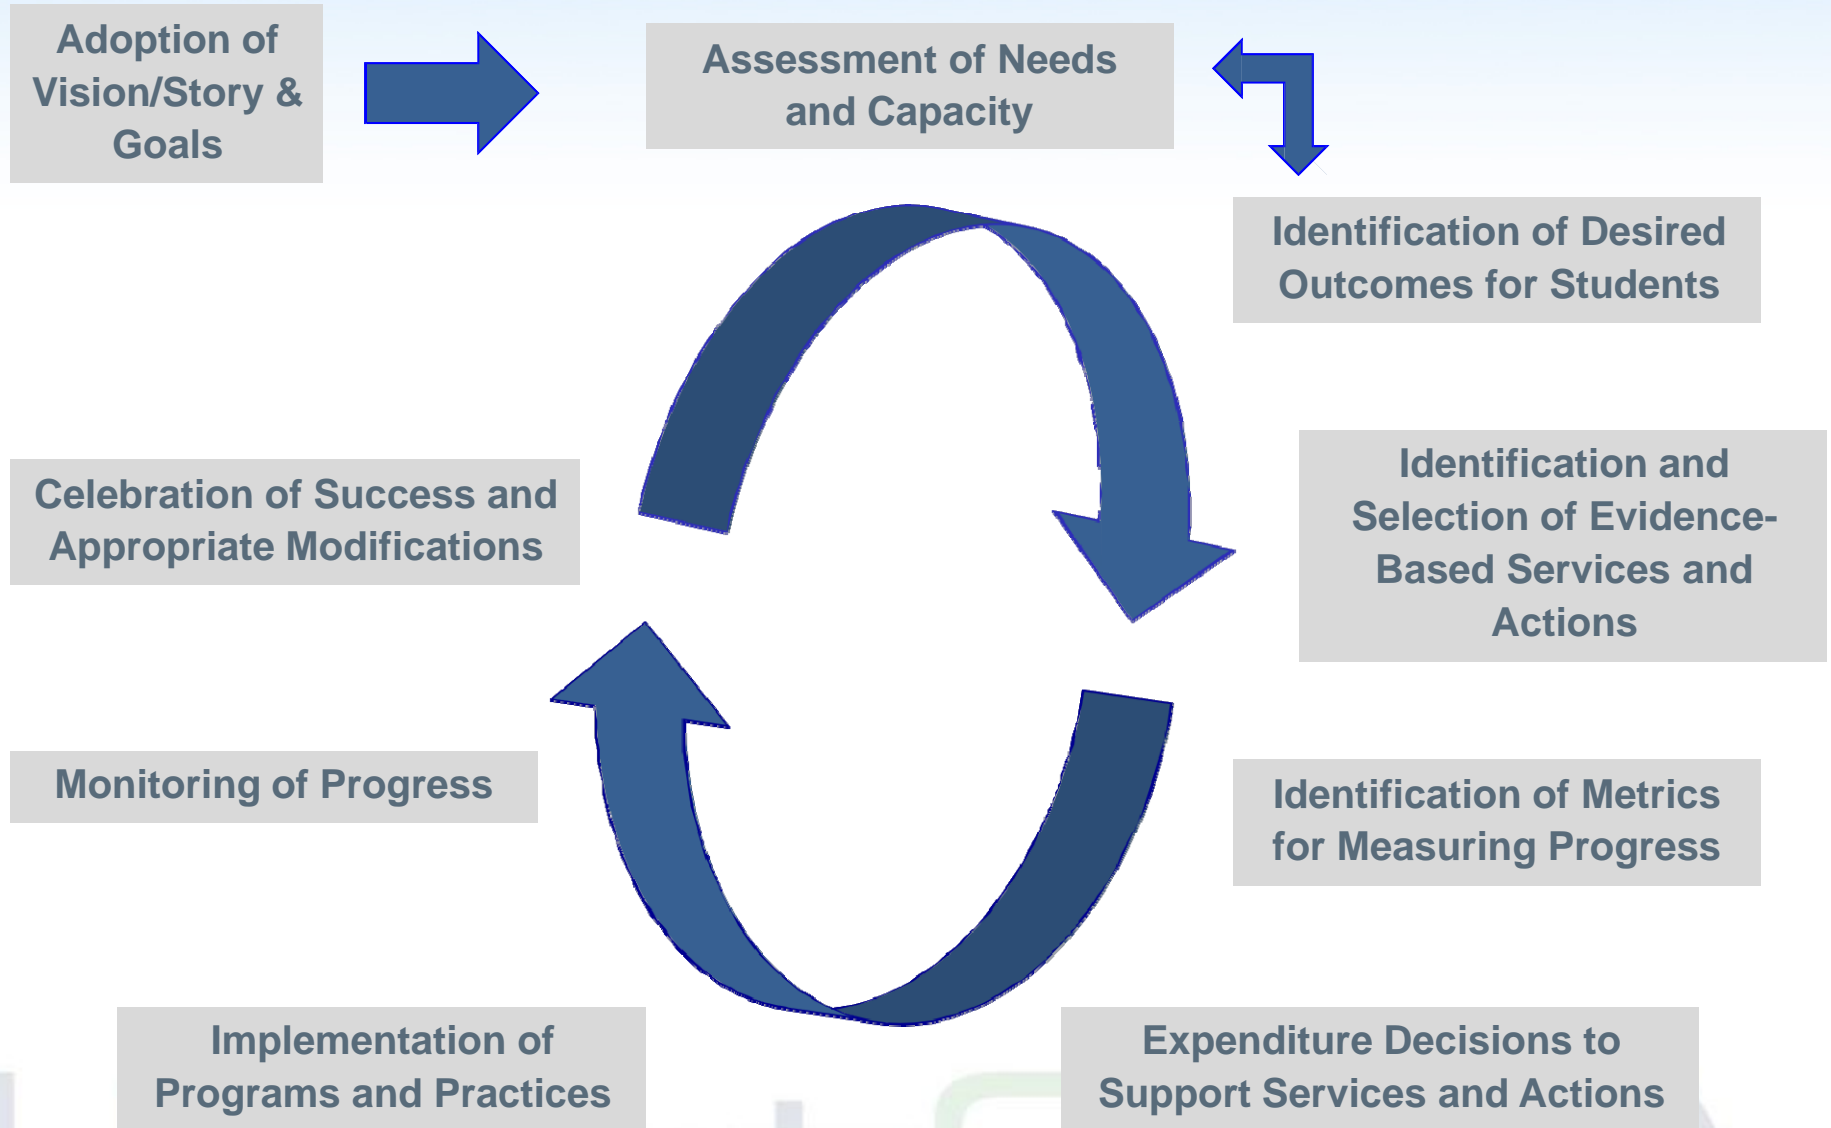 Adoption of
Vision/Story &
Goals
Assessment of Needs
and Capacity
Identification of Desired
Outcomes for Students
Identification and
Selection of Evidence-
Based Services and
Actions
Identification of Metrics
for Measuring Progress
Expenditure Decisions to
Support Services and Actions
Implementation of
Programs and Practices
Monitoring of Progress
Celebration of Success and
Appropriate Modifications